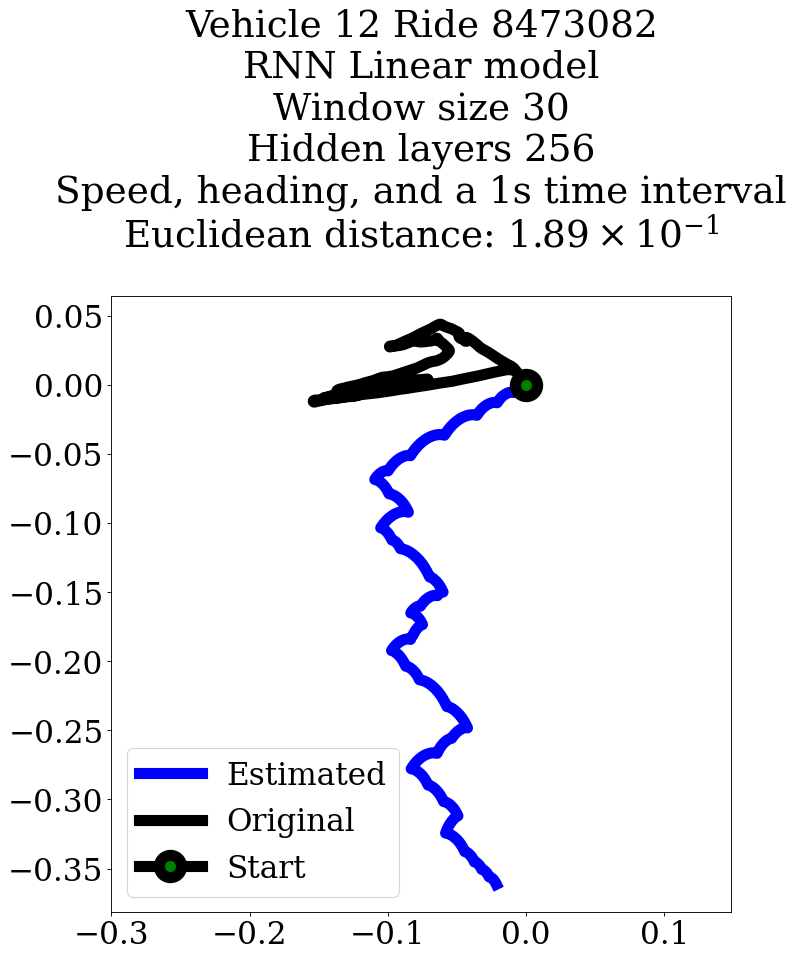 Vehicle 12 Ride 8473082
RNN Linear model
Window size 30
Hidden layers 256
Speed, heading, and a 1s time interval
Euclidean distance: 1.89 × 10⁻¹
0.05
0.00
−0.05
−0.10
−0.15
−0.20
−0.25
−0.30
−0.35
Estimated
Original
Start
−0.3 −0.2 −0.1 0.0 0.1